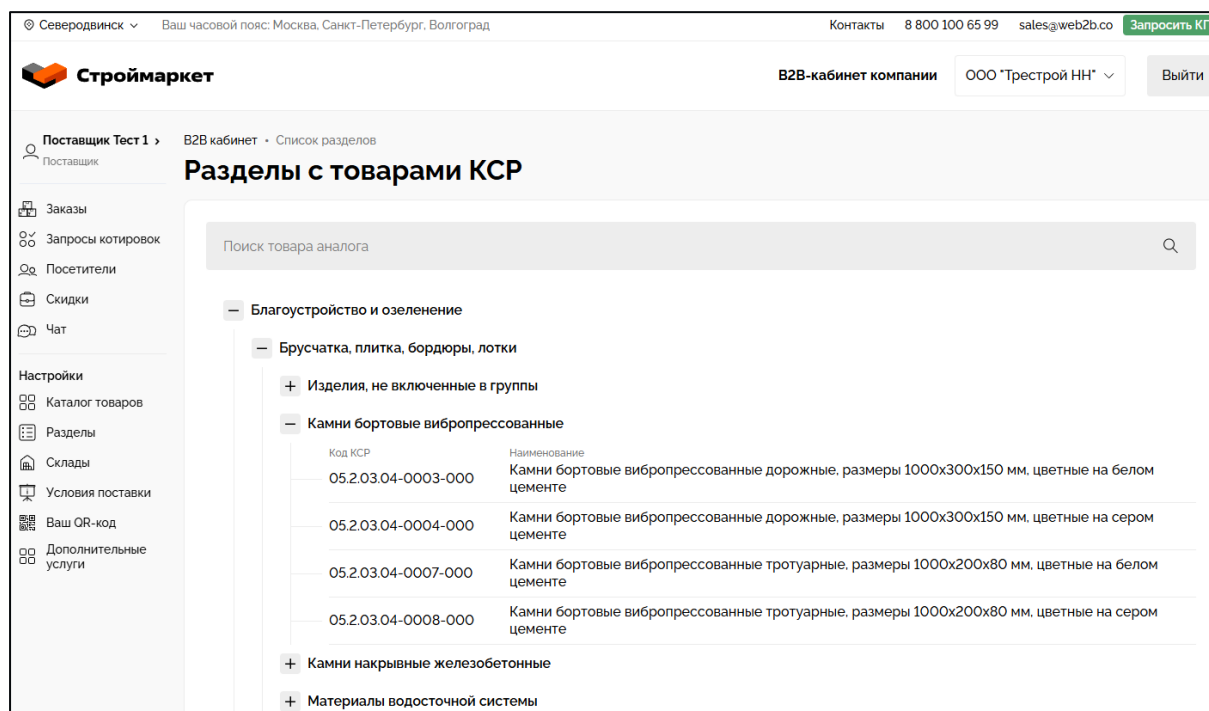 Северодвинск
Ваш часовой пояс: Москва, Санкт-Петербург, Волгоград
Контакты
8 800 100 65 99
sales@web2b.co
Запросить КП
Строймаркет
B2B-кабинет компании
ООО "Трестрой НН"
Выйти
Поставщик Тест 1 >
Поставщик
B2B кабинет • Список разделов
Разделы с товарами КСР
Заказы
Запросы котировок
Посетители
Скидки
Чат
Настройки
Каталог товаров
Разделы
Склады
Условия поставки
Ваш QR-код
Дополнительные
услуги
Поиск товара аналога
Благоустройство и озеленение
Брусчатка, плитка, бордюры, лотки
Изделия, не включенные в группы
Камни бортовые вибропрессованные
Код КСР
Наименование
05.2.03.04-0003-000
Камни бортовые вибропрессованные дорожные, размеры 1000х300х150 мм, цветные на белом
цементе
05.2.03.04-0004-000
Камни бортовые вибропрессованные дорожные, размеры 1000х300х150 мм, цветные на сером
цементе
05.2.03.04-0007-000
Камни бортовые вибропрессованные тротуарные, размеры 1000х200х80 мм, цветные на белом
цементе
05.2.03.04-0008-000
Камни бортовые вибропрессованные тротуарные, размеры 1000х200х80 мм, цветные на сером
цементе
Камни накрывные железобетонные
Материалы водосточной системы